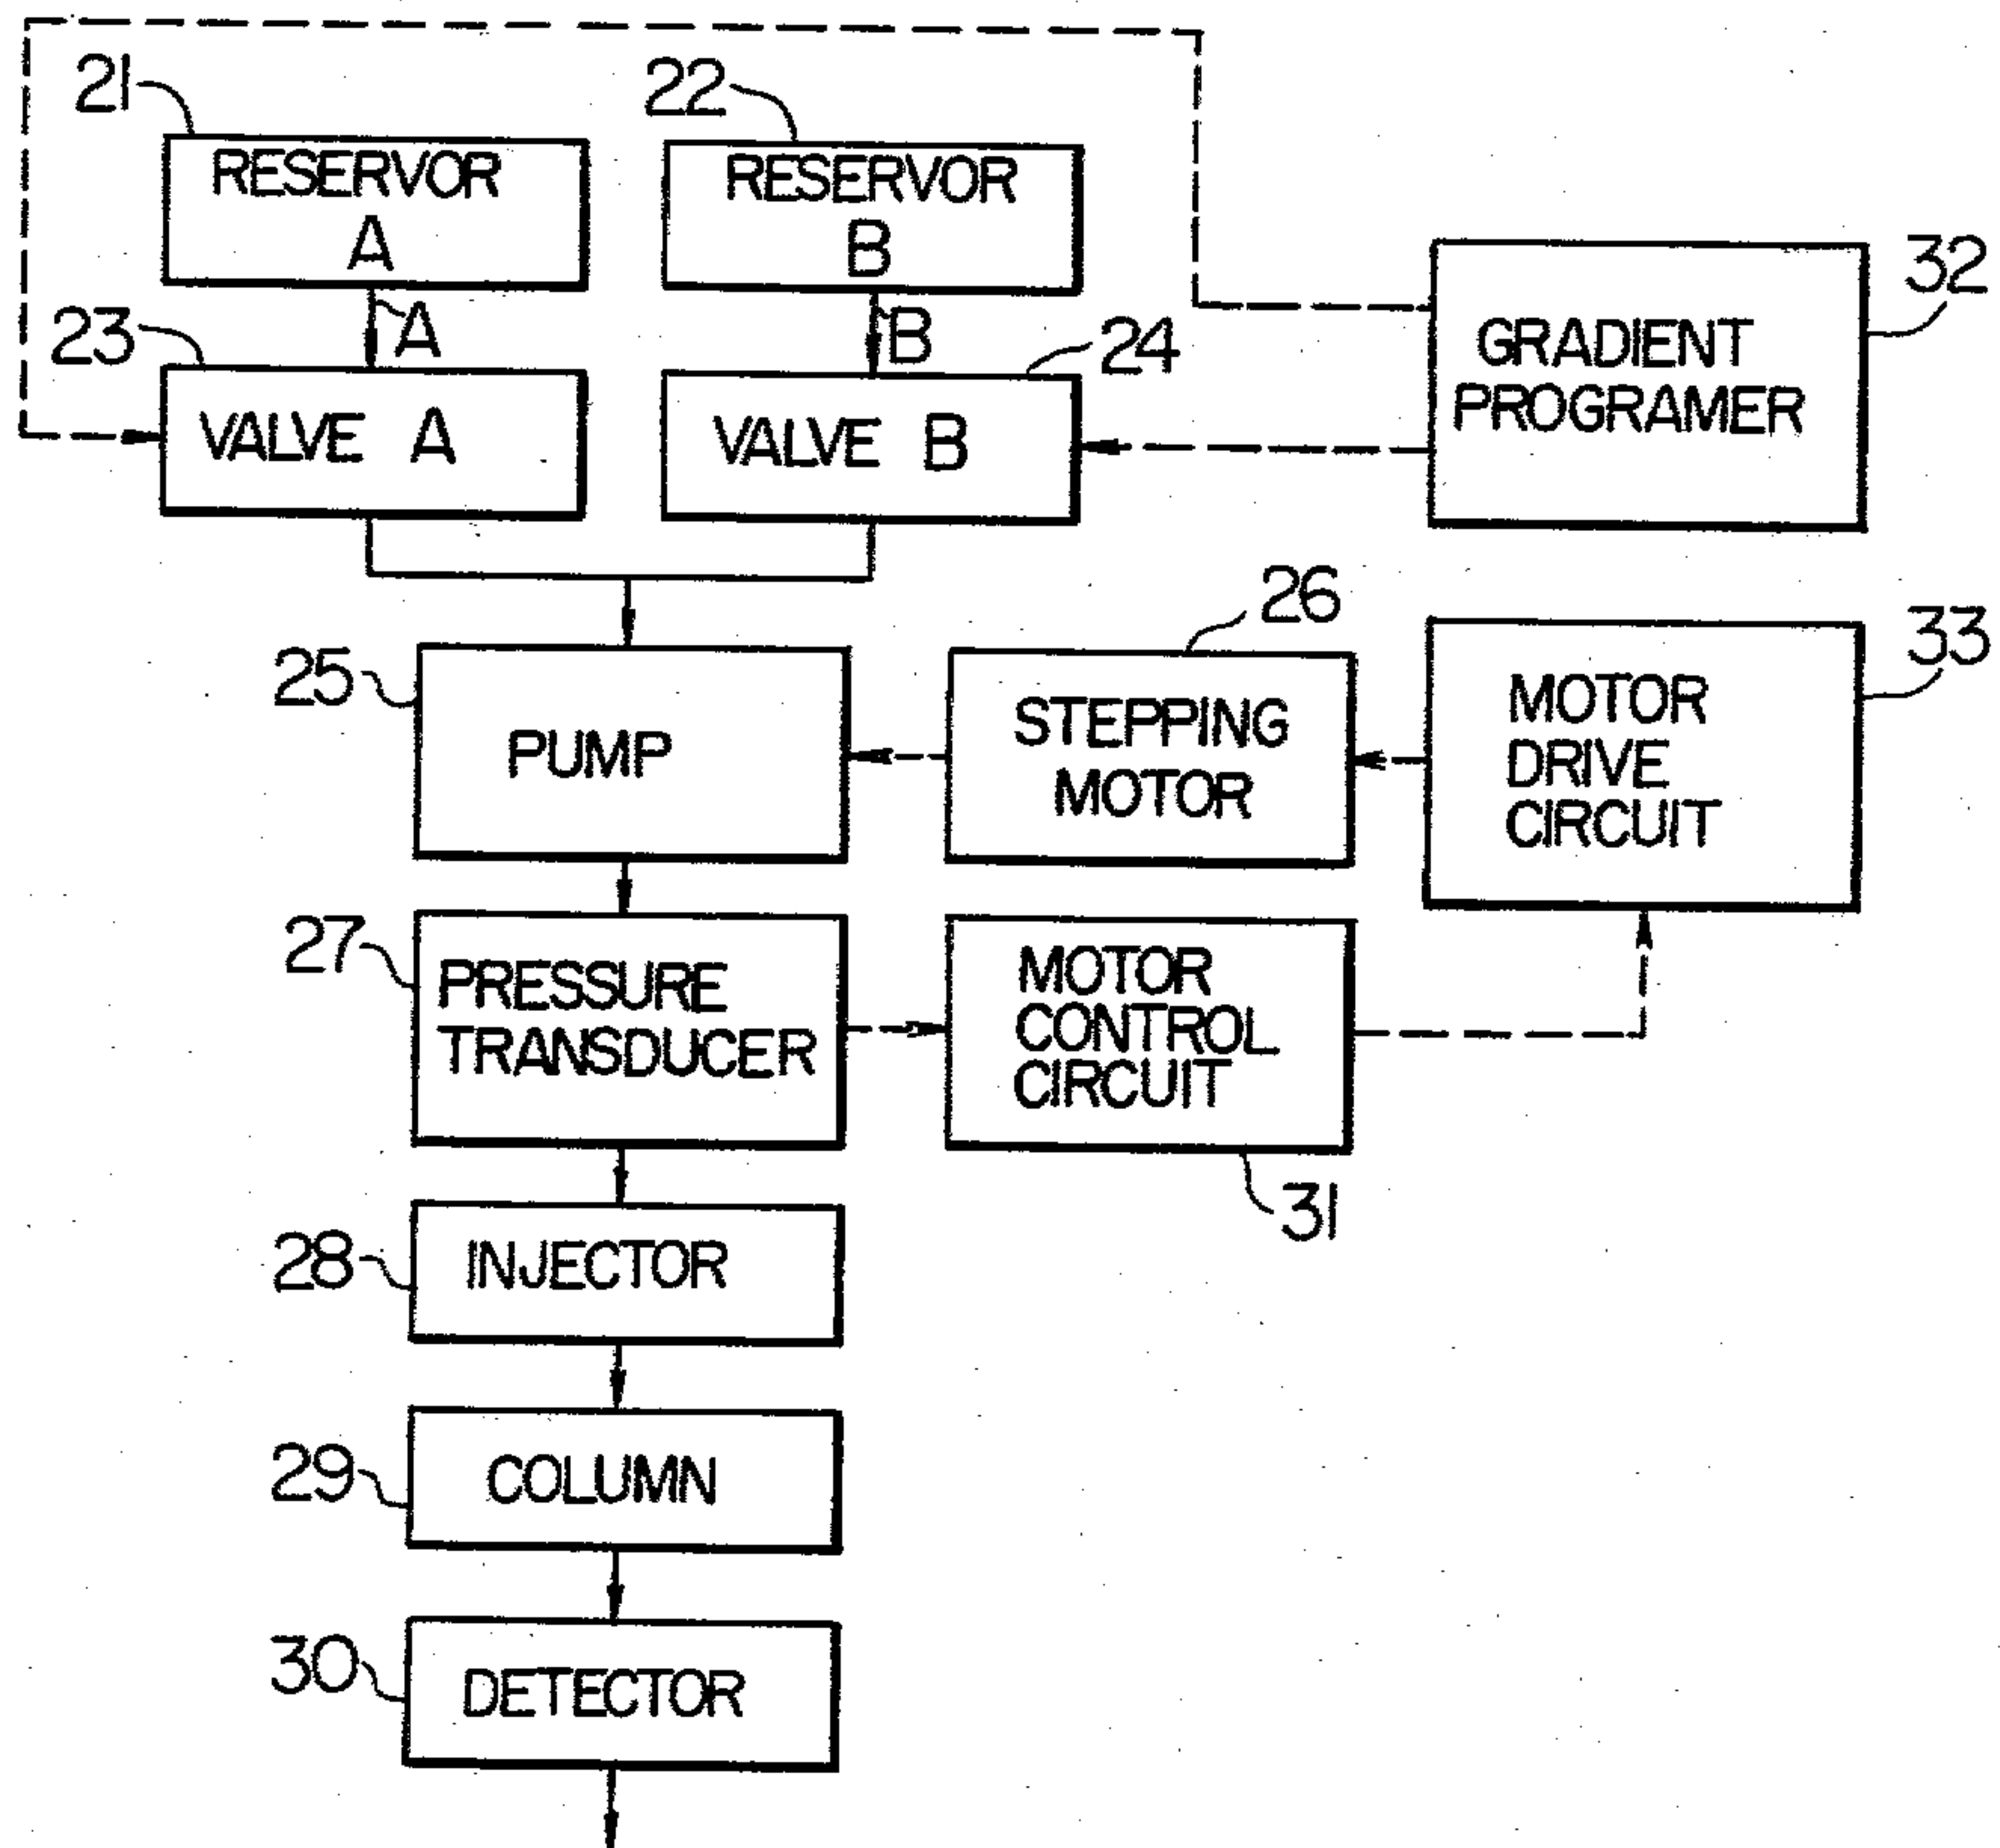 21
22
RESERVOR
A
RESERVOR
B
32
23
A
B
24
GRADIENT
PROGRAMER
VALVE A
VALVE B
26
33
25
PUMP
STEPPING
MOTOR
MOTOR
DRIVE
CIRCUIT
27
PRESSURE
TRANSDUCER
MOTOR
CONTROL
CIRCUIT
31
28
INJECTOR
29
COLUMN
30
DETECTOR